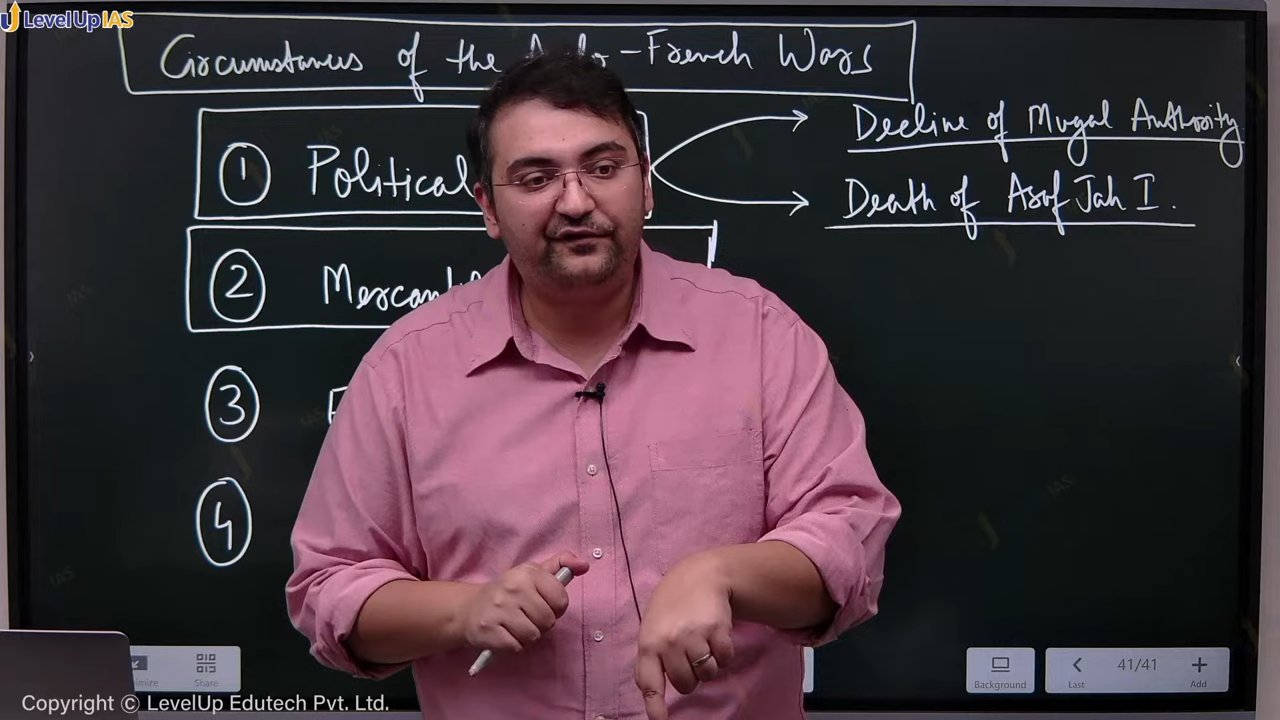 LevelUp IAS
Circumstances of the – French Wars
1 Political
Decline of Mugal Authority
Death of Asof Jah I.
2
3
4
Share
Background
Last
41/41
Add
Copyright © LevelUp Edutech Pvt. Ltd.